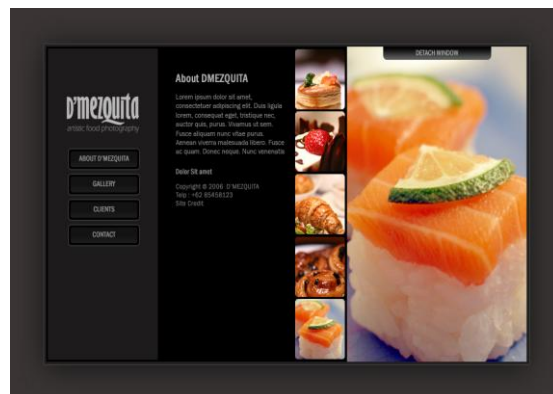 DETACH WINDOW
D'MEZQUITA
artistic food photography
ABOUT D'MEZQUITA
GALLERY
CLIENTS
CONTACT
About DMEZQUITA
Lorem ipsum dolor sit amet,
consectetuer adipiscing elit. Duis ligula
lorem, consequat eget, tristique nec,
auctor quis, purus. Vivamus ut sem.
Fusce aliquam nunc vitae purus.
Aenean viverra malesuada libero. Fusce
ac quam. Donec neque. Nunc venenatis
Dolor Sit amet
Copyright © 2006 D'MEZQUITA
Telp : +62 85458123
Site Credit